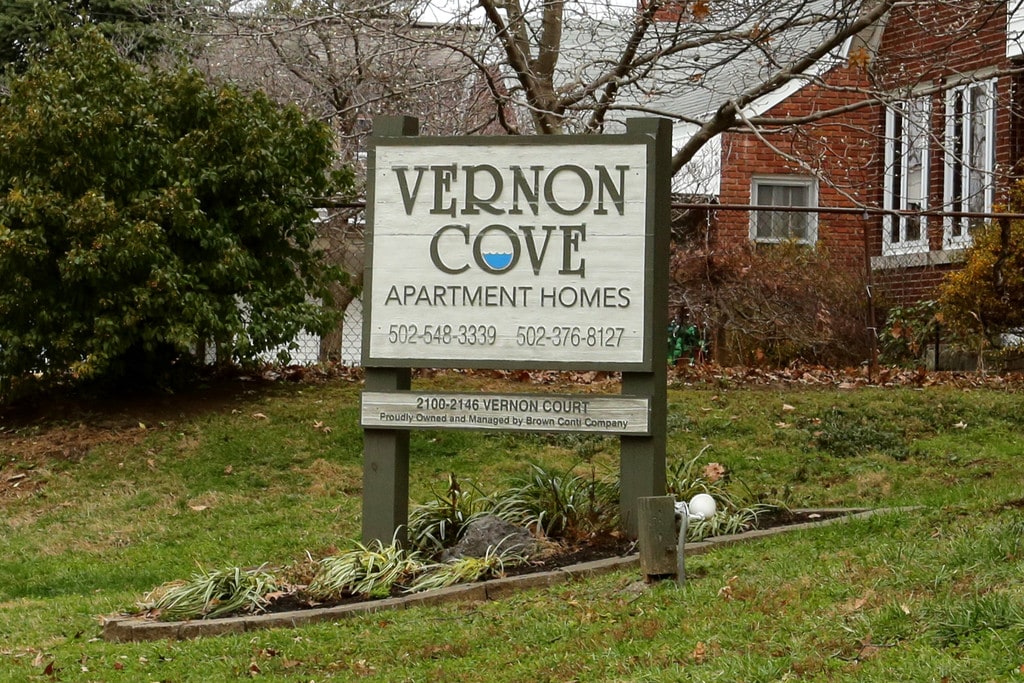 VERNON
COVE
APARTMENT HOMES
502-548-3339 502-376-8127
2100-2146 VERNON COURT
Proudly Owned and Managed by Brown Conti Company